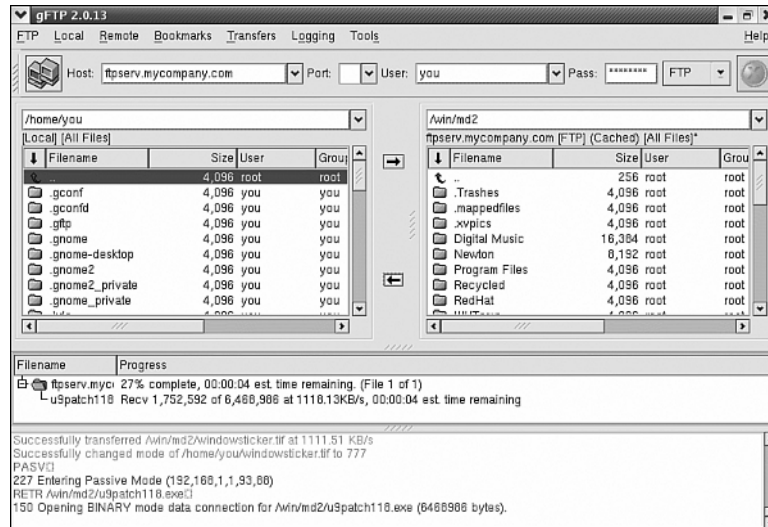 gFTP 2.0.13
FTP Local Remote Bookmarks Transfers Logging Tools Help
Host: ftpserv.mycompany.com Port: User: you Pass: ******** FTP
/home/you
[Local] [All Files]
Filename Size User Group
.. 4,096 root root
.gconf 4,096 you you
.gconfd 4,096 you you
.gftp 4,096 you you
.gnome 4,096 you you
.gnome-desktop 4,096 you you
.gnome2 4,096 you you
.gnome2_private 4,096 you you
.gnome_private 4,096 you you
/win/md2
ftpserv.mycompany.com [FTP] (Cached) [All Files]*
Filename Size User Grou
.. 256 root root
.Trashes 4,096 root root
.mappedfiles 4,096 root root
.xvpics 4,096 root root
Digital Music 16,384 root root
Newton 8,192 root root
Program Files 4,096 root root
Recycled 4,096 root root
RedHat 4,096 root root
Filename Progress
ftpserv.myco 27% complete, 00:00:04 est. time remaining. (File 1 of 1)
u9patch118 Recv 1,752,592 of 6,468,986 at 1118.13KB/s, 00:00:04 est. time remaining
Successfully transferred /win/md2/windowsticker.tif at 1111.51 KB/s
Successfully changed mode of /home/you/windowsticker.tif to 777
PASV
227 Entering Passive Mode (192,168,1,1,93,88)
RETR /win/md2/u9patch118.exe
150 Opening BINARY mode data connection for /win/md2/u9patch118.exe (6468986 bytes).